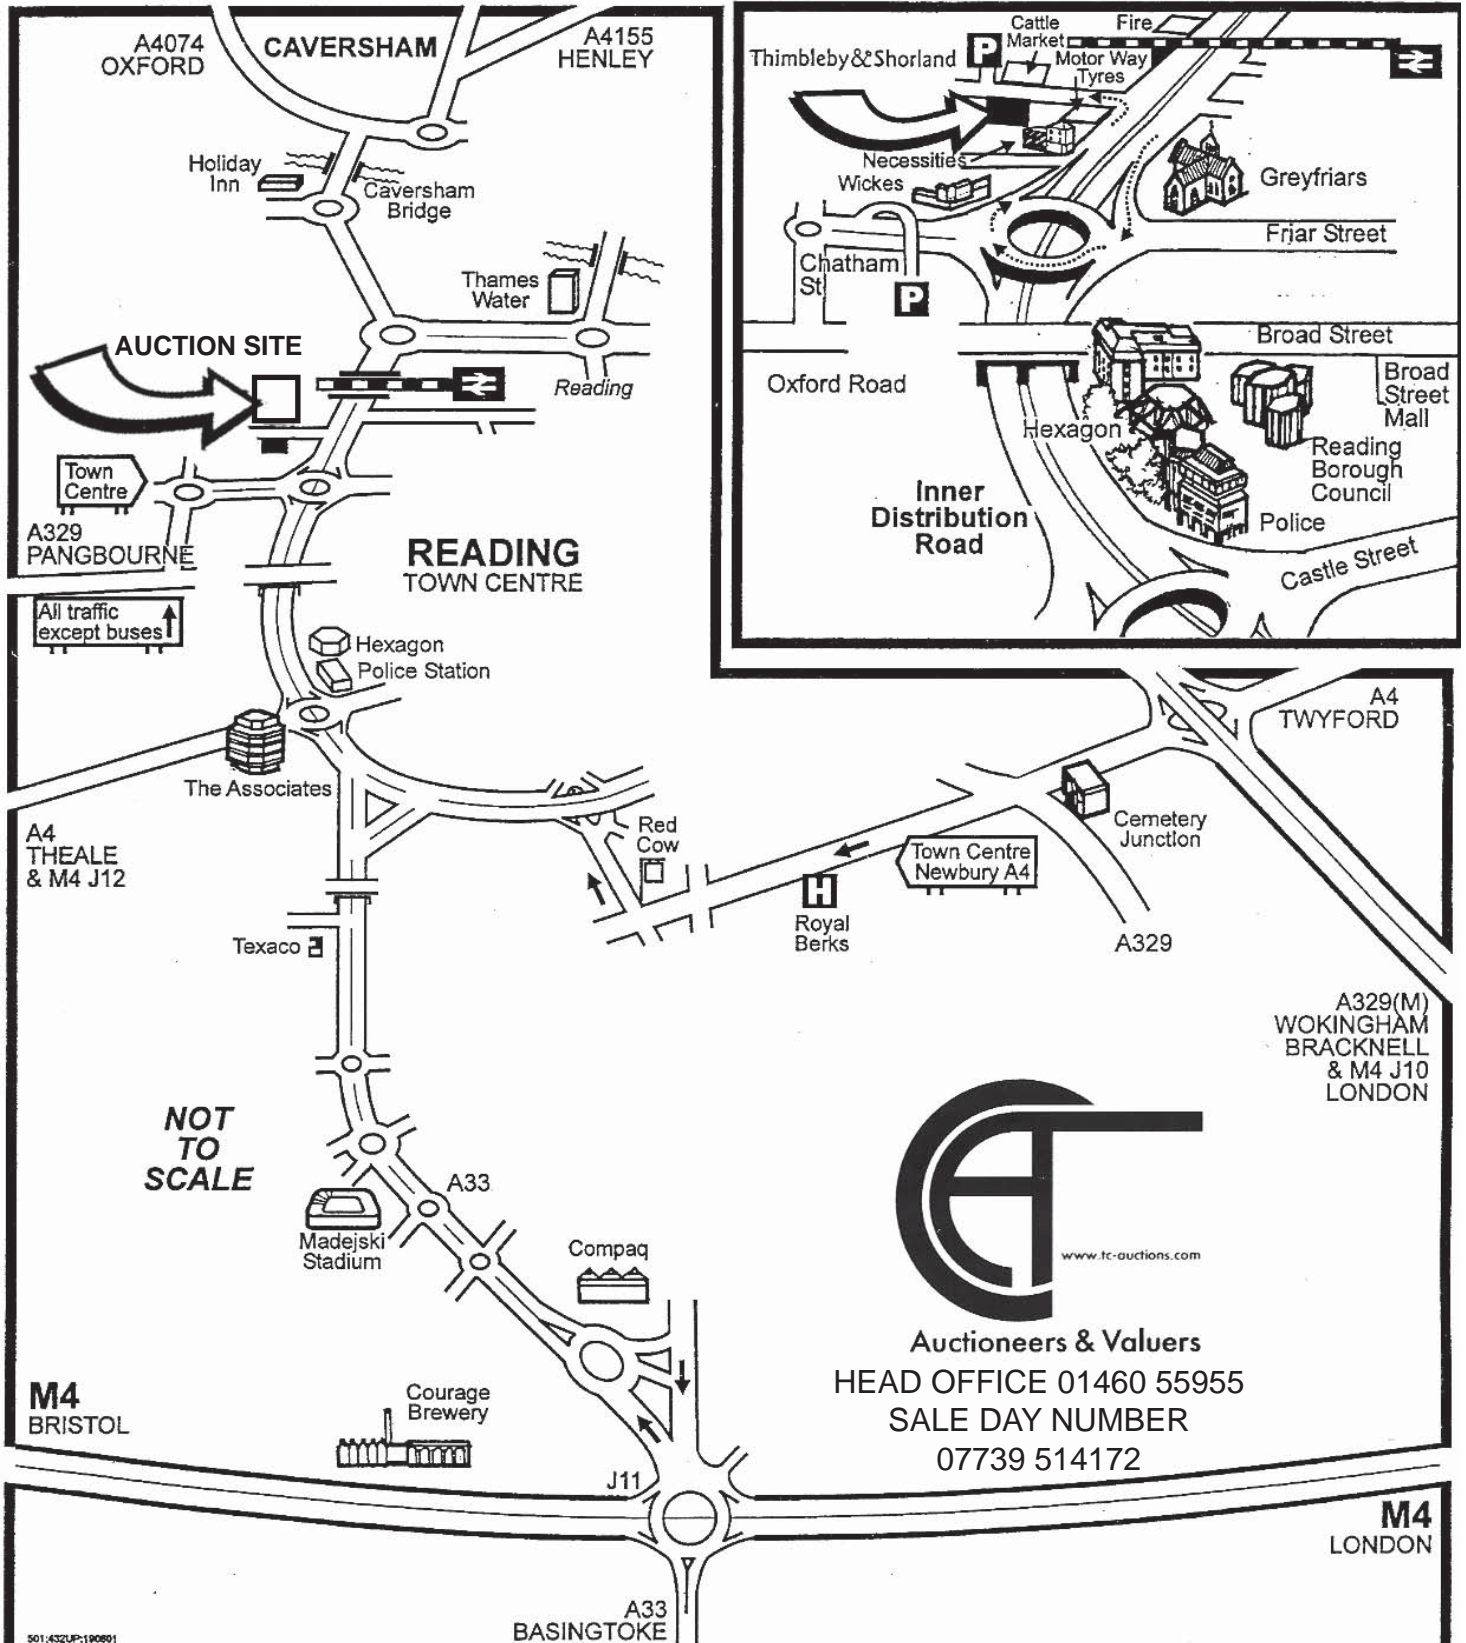 A4074
OXFORD
CAVERSHAM
A4155
HENLEY
Holiday
Inn
Caversham
Bridge
Thames
Water
AUCTION SITE
Reading
Town
Centre
A329
PANGBOURNE
READING
TOWN CENTRE
All traffic
except buses
Hexagon
Police Station
The Associates
A4
THEALE
& M4 J12
Texaco
Red
Cow
Royal
Berks
H
Town Centre
Newbury A4
Cemetery
Junction
A329
A4
TWYFORD
A329(M)
WOKINGHAM
BRACKNELL
& M4 J10
LONDON
NOT
TO
SCALE
A33
Madejski
Stadium
Compaq
Courage
Brewery
M4
BRISTOL
J11
M4
LONDON
A33
BASINGTOKE
501:432UP:190601
Thimbleby & Shorland
P
Cattle
Market
Fire
Motor Way
Tyres
Necessities
Wickes
Greyfriars
Friar Street
Chatham
St
P
Broad Street
Oxford Road
Broad
Street
Mall
Hexagon
Reading
Borough
Council
Inner
Distribution
Road
Police
Castle Street
www.tc-auctions.com
Auctioneers & Valuers
HEAD OFFICE 01460 55955
SALE DAY NUMBER
07739 514172